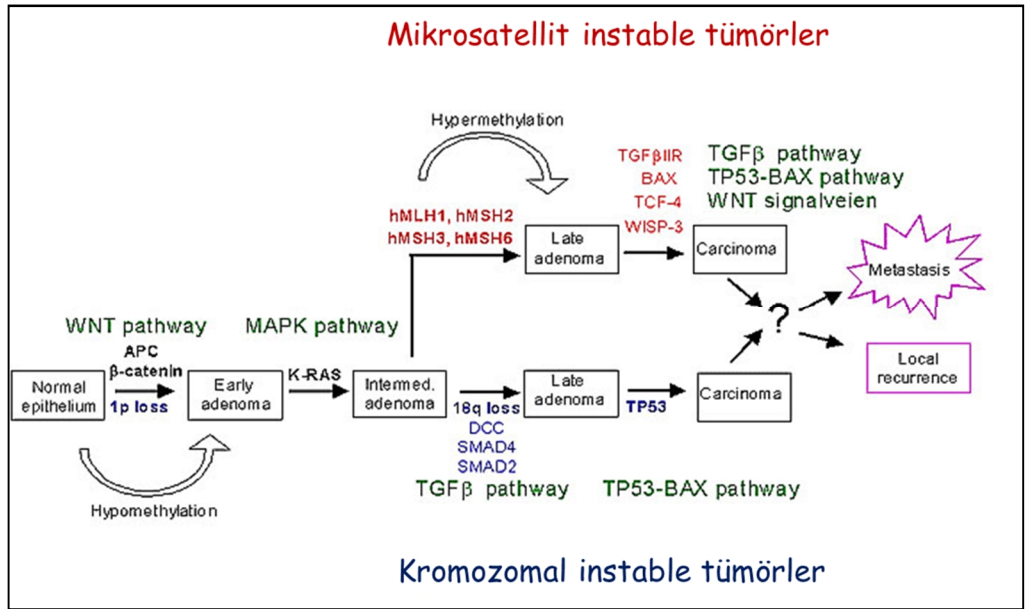 Mikrosatellit instable tümörler
Hypermethylation
TGFβIIR
BAX
TCF-4
WISP-3
TGFβ pathway
TP53-BAX pathway
WNT signalveien
hMLH1, hMSH2
hMSH3, hMSH6
Late
adenoma
Carcinoma
Metastasis
?
Local
recurrence
WNT pathway
APC
β-catenin
1p loss
MAPK pathway
K-RAS
Normal
epithelium
Early
adenoma
Intermed.
adenoma
18q loss
DCC
SMAD4
SMAD2
Late
adenoma
TP53
Carcinoma
TGFβ pathway
TP53-BAX pathway
Hypomethylation
Kromozomal instable tümörler